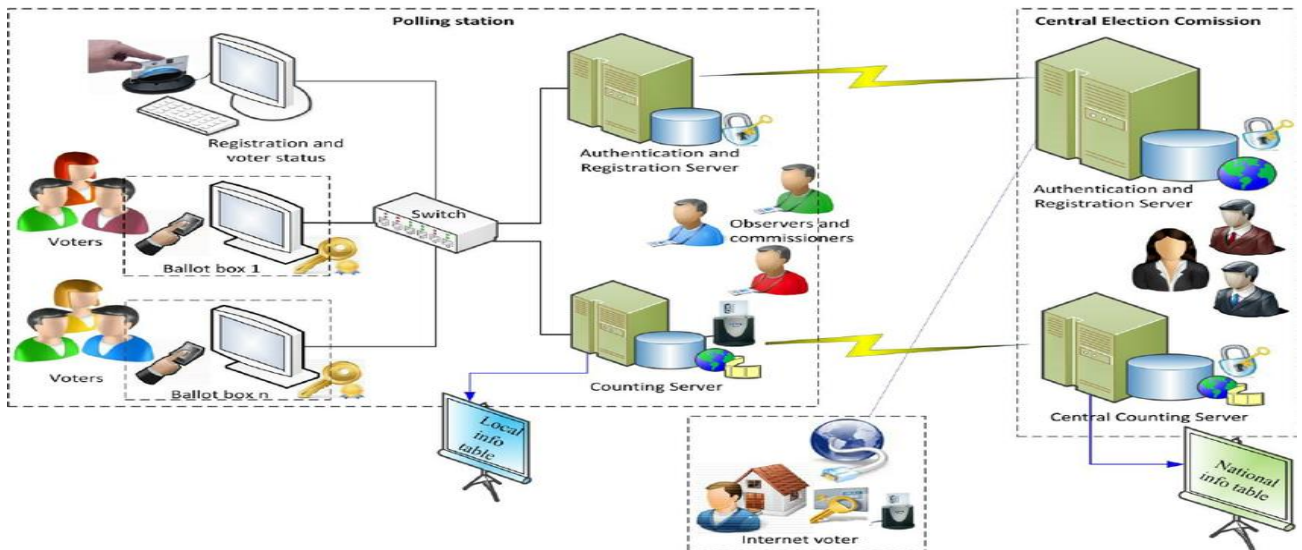 Polling station
Central Election Comission
Registration and
voter status
Authentication and
Registration Server
Authentication and
Registration Server
Switch
Observers and
commissioners
Voters
Ballot box 1
Voters
Ballot box n
Counting Server
Central Counting Server
Local
info
table
National
info table
Internet voter